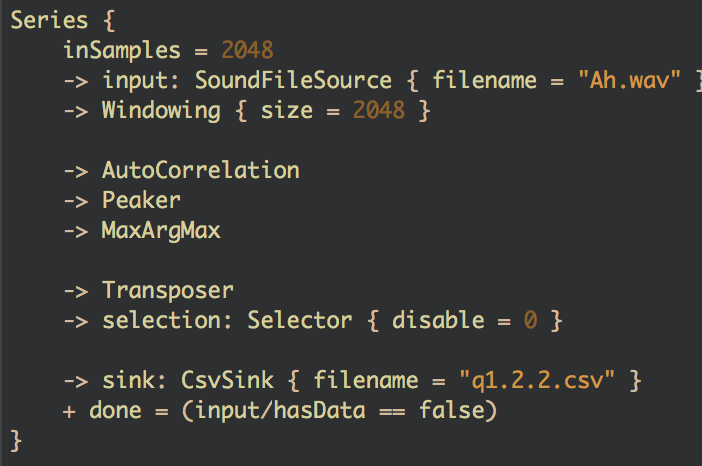 Series {
    inSamples = 2048
    -> input: SoundFileSource { filename = "Ah.wav" }
    -> Windowing { size = 2048 }

    -> AutoCorrelation
    -> Peaker
    -> MaxArgMax

    -> Transposer
    -> selection: Selector { disable = 0 }

    -> sink: CsvSink { filename = "q1.2.2.csv" }
    + done = (input/hasData == false)
}